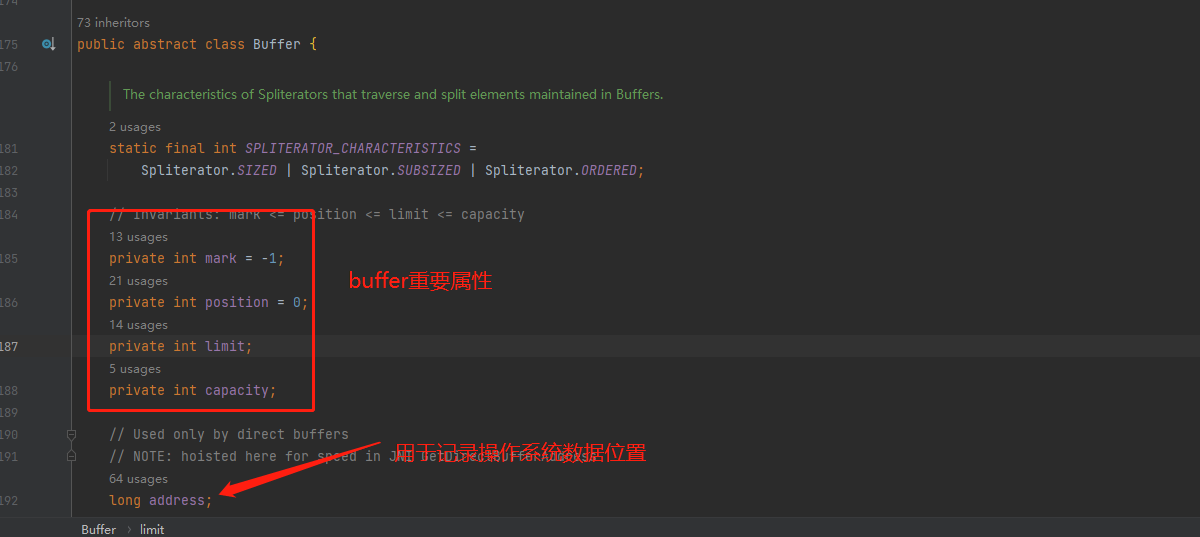 174
73 inheritors
175 public abstract class Buffer {
176
The characteristics of Spliterators that traverse and split elements maintained in Buffers.
2 usages
181 static final int SPLITERATOR_CHARACTERISTICS =
182 Spliterator.SIZED | Spliterator.SUBSIZED | Spliterator.ORDERED;
183
184 // Invariants: mark <= position <= limit <= capacity
13 usages
185 private int mark = -1;
21 usages
buffer重要属性
186 private int position = 0;
14 usages
187 private int limit;
5 usages
188 private int capacity;
189
190 // Used only by direct buffers
191 // NOTE: hoisted here for speed in JNI GetDirectBufferAddress
用于记录操作系统数据位置
64 usages
192 long address;
Buffer › limit